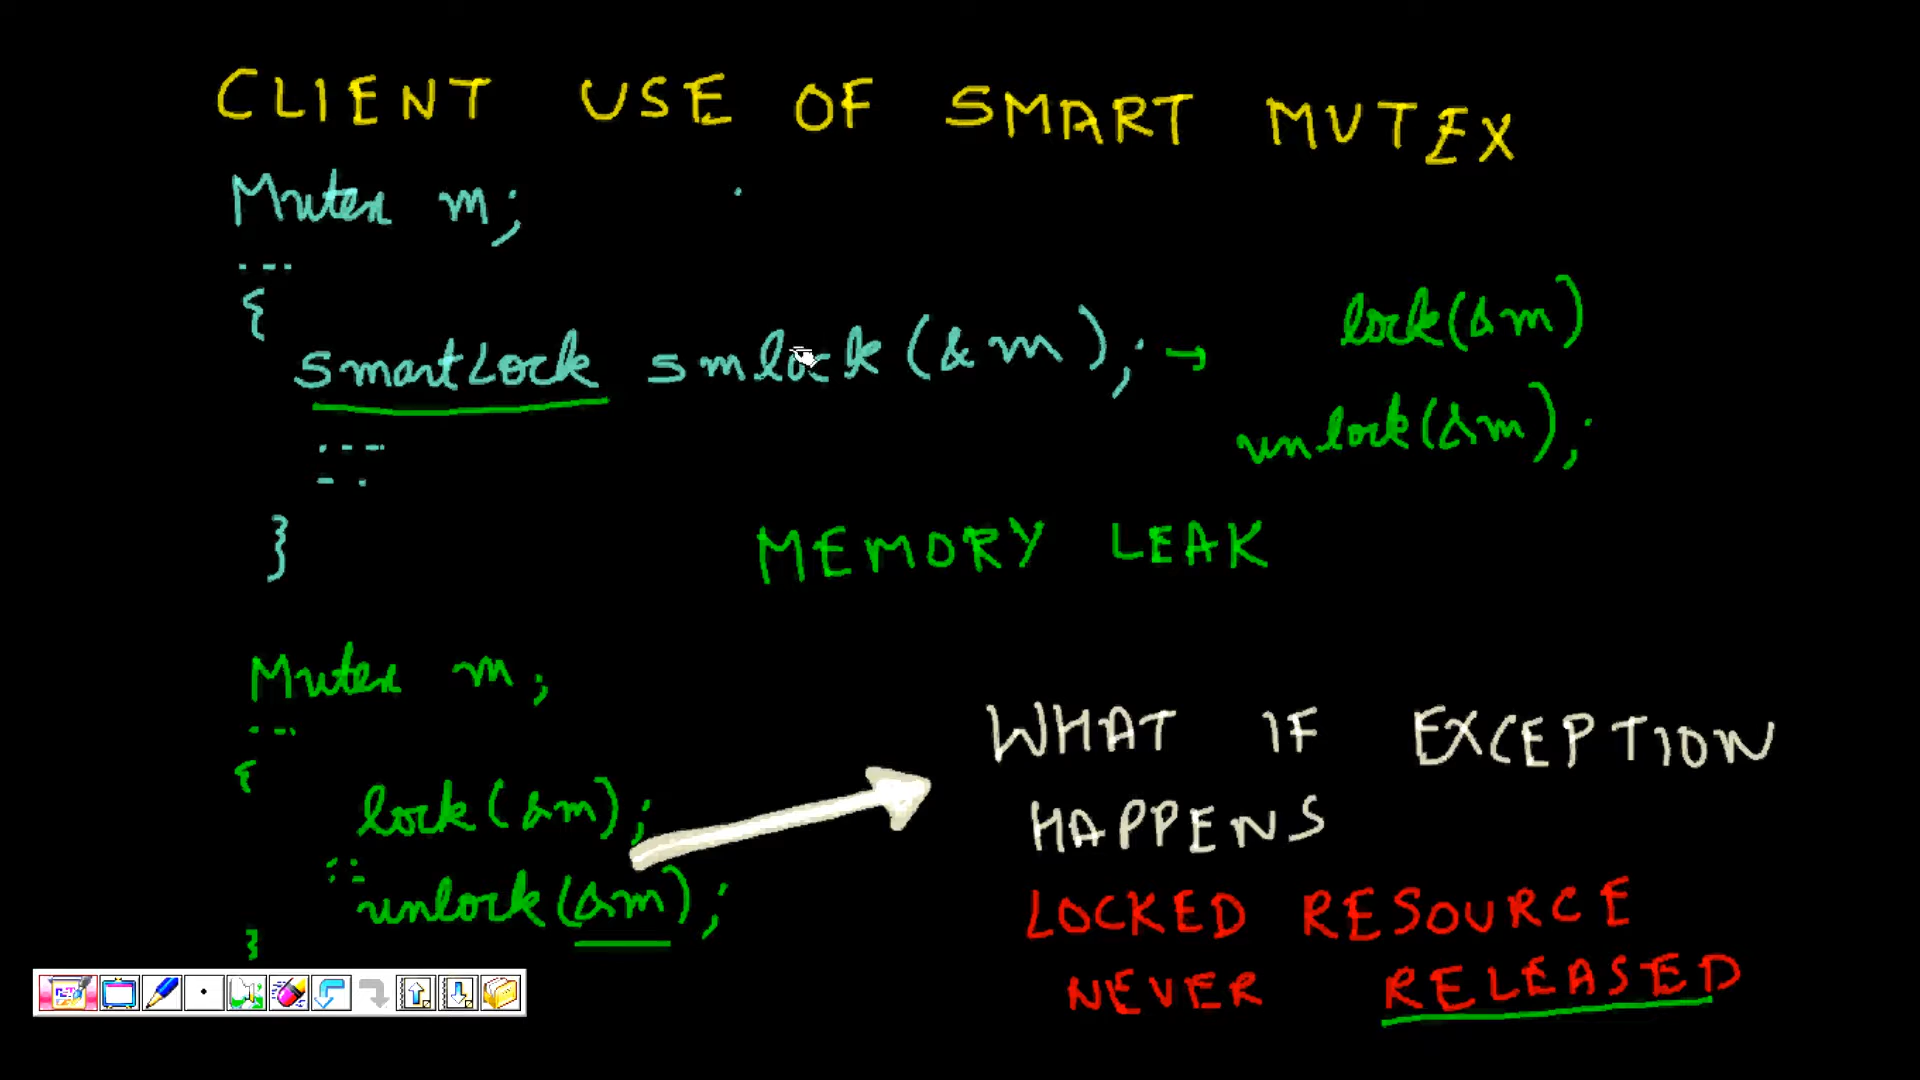 CLIENT USE OF SMART MUTEX
Mutex m;
---
{
smartLock smlock (&m); → lock(&m)
unlock(&m);
}
MEMORY LEAK
Mutex m;
---
{
lock(&m);
unlock(&m);
}
WHAT IF EXCEPTION
HAPPENS
LOCKED RESOURCE
NEVER RELEASED